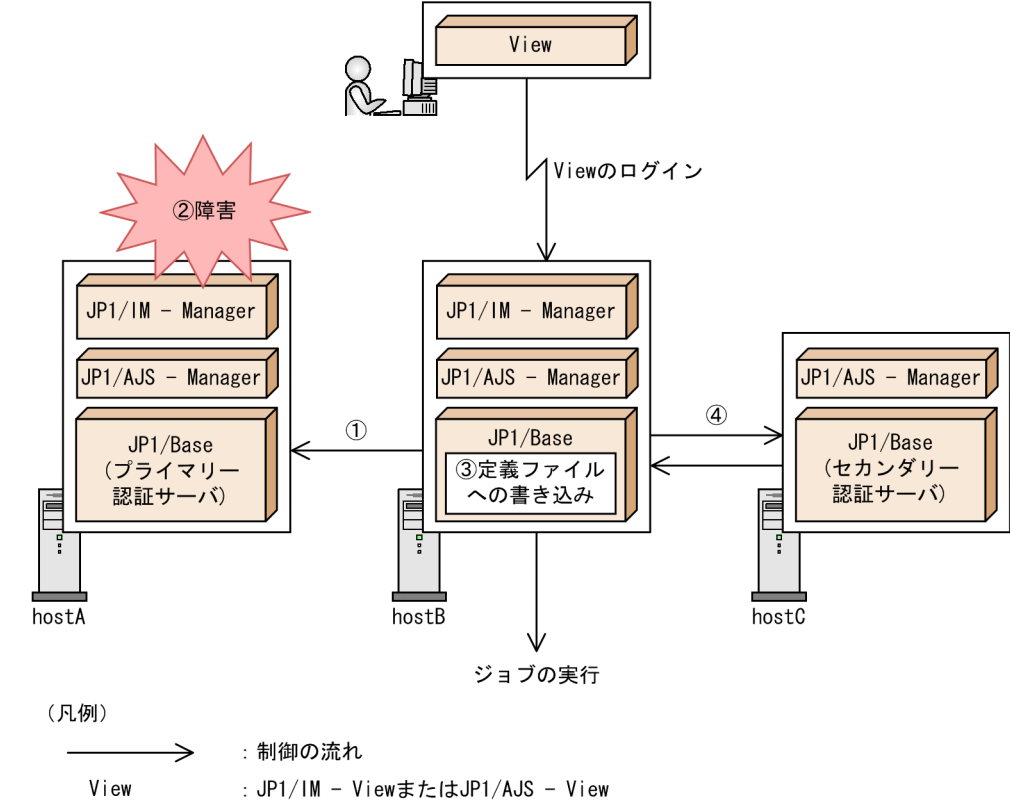 View
Viewのログイン
②障害
JP1/IM - Manager
JP1/AJS - Manager
JP1/Base
(プライマリー
認証サーバ)
hostA
①
JP1/IM - Manager
JP1/AJS - Manager
JP1/Base
③定義ファイル
への書き込み
hostB
④
JP1/AJS - Manager
JP1/Base
(セカンダリー
認証サーバ)
hostC
ジョブの実行
(凡例)
:制御の流れ
View :JP1/IM - ViewまたはJP1/AJS - View